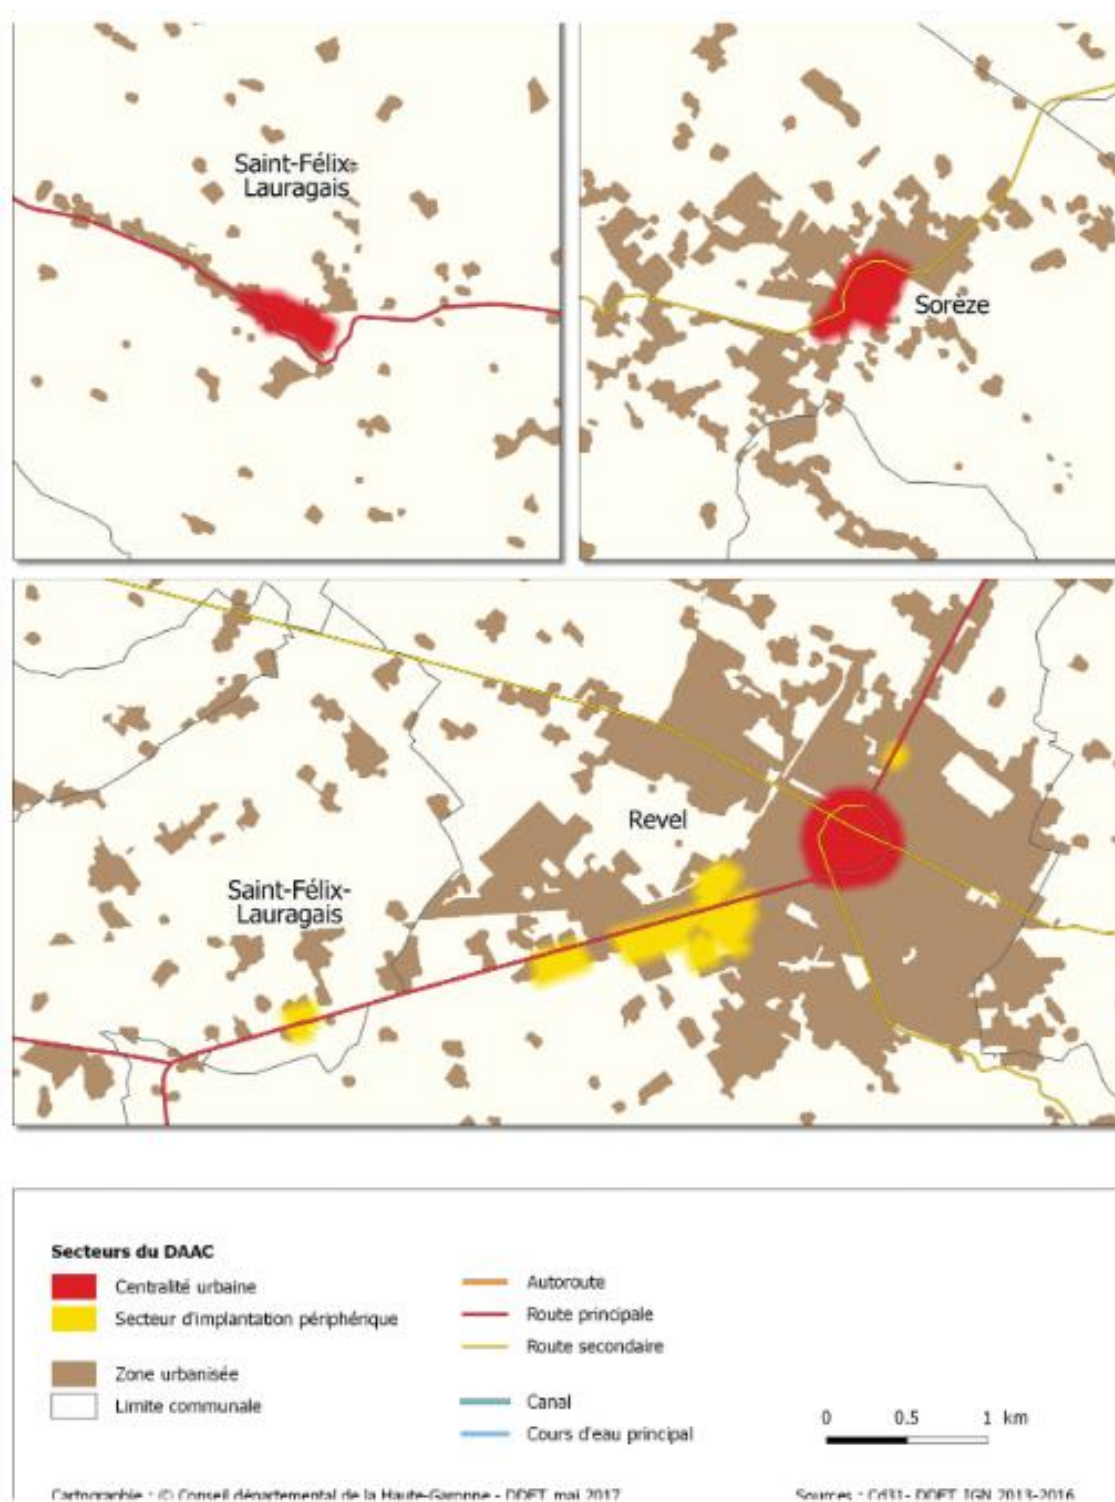 Saint-Félix-
Lauragais
Sorèze
Revel
Saint-Félix-
Lauragais
Secteurs du DAAC
Centralité urbaine
Secteur d'implantation périphérique
Zone urbanisée
Limite communale
Autoroute
Route principale
Route secondaire
Canal
Cours d'eau principal
0 0.5 1 km
Cartographie : © Conseil départemental de la Haute-Garonne - DDET, mai 2017
Sources : Cd31- DDET, IGN 2013-2016